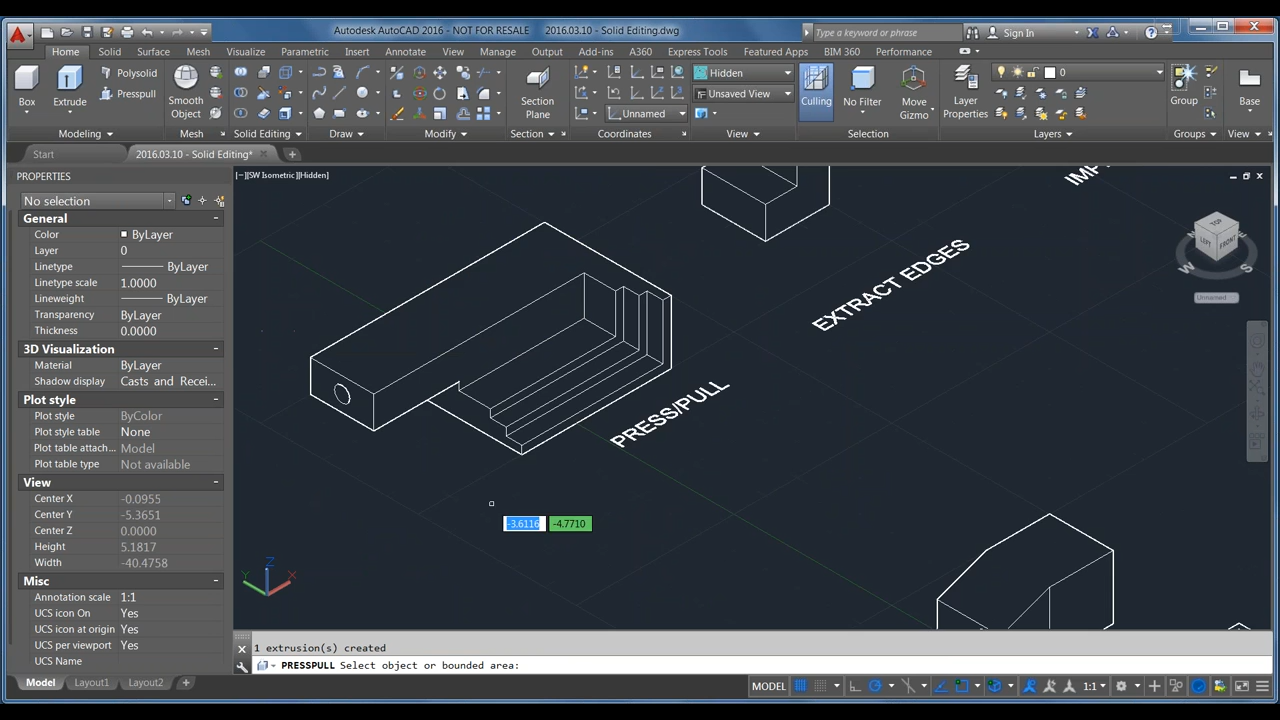 Autodesk AutoCAD 2016 - NOT FOR RESALE 2016.03.10 - Solid Editing.dwg
Type a keyword or phrase
Sign In
Home Solid Surface Mesh Visualize Parametric Insert Annotate View Manage Output Add-ins A360 Express Tools Featured Apps BIM 360 Performance
Box
Extrude
Polysolid
Presspull
Smooth Object
Section Plane
Hidden
Unsaved View
Unnamed
Culling
No Filter
Move Gizmo
Layer Properties
0
Group
Base
Modeling Mesh Solid Editing Draw Modify Section Coordinates View Selection Layers Groups View
Start 2016.03.10 - Solid Editing*
PROPERTIES
No selection
General
Color ByLayer
Layer 0
Linetype ByLayer
Linetype scale 1.0000
Lineweight ByLayer
Transparency ByLayer
Thickness 0.0000
3D Visualization
Material ByLayer
Shadow display Casts and Recei...
Plot style
Plot style ByColor
Plot style table None
Plot table attach... Model
Plot table type Not available
View
Center X -0.0955
Center Y -5.3651
Center Z 0.0000
Height 5.1817
Width -40.4758
Misc
Annotation scale 1:1
UCS icon On Yes
UCS icon at origin Yes
UCS per viewport Yes
UCS Name
[−][SW Isometric][Hidden]
EXTRACT EDGES
PRESS/PULL
-3.6116 -4.7710
TOP
LEFT
FRONT
W
S
Unnamed
Z
Y
X
1 extrusion(s) created
PRESSPULL Select object or bounded area:
Model Layout1 Layout2
MODEL
1:1